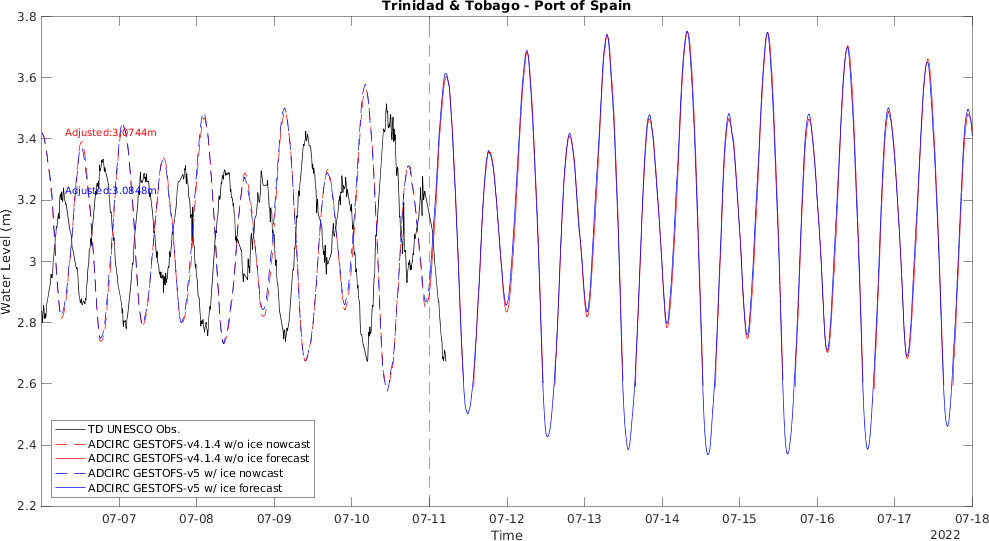 Trinidad & Tobago - Port of Spain
3.8
3.6
3.4
3.2
3
2.8
2.6
2.4
2.2
Water Level (m)
Adjusted:3.0744m
Adjusted:3.0848m
TD UNESCO Obs.
ADCIRC GESTOFS-v4.1.4 w/o ice nowcast
ADCIRC GESTOFS-v4.1.4 w/o ice forecast
ADCIRC GESTOFS-v5 w/ ice nowcast
ADCIRC GESTOFS-v5 w/ ice forecast
07-07 07-08 07-09 07-10 07-11 07-12 07-13 07-14 07-15 07-16 07-17 07-18
Time
2022